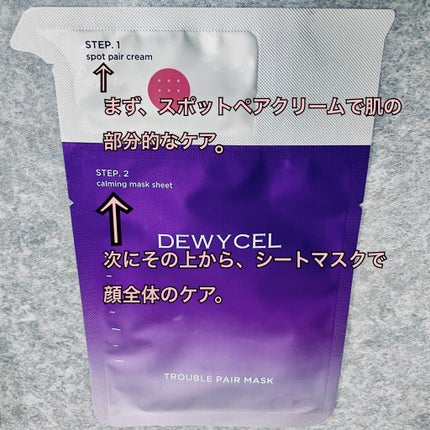 STEP. 1
spot pair cream
↑
まず、スポットペアクリームで肌の
部分的なケア。
STEP. 2
calming mask sheet
↑
DEWYCEL
次にその上から、シートマスクで
顔全体のケア。
TROUBLE PAIR MASK